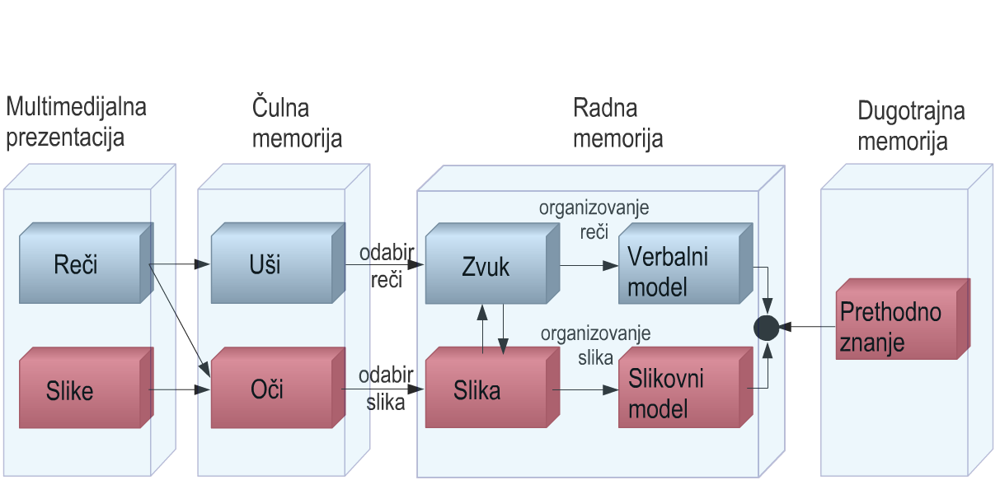 Multimedijalna
prezentacija
Čulna
memorija
Radna
memorija
Dugotrajna
memorija
Reči
Slike
Uši
Oči
odabir
reči
odabir
slika
Zvuk
Slika
organizovanje
reči
organizovanje
slika
Verbalni
model
Slikovni
model
Prethodno
znanje